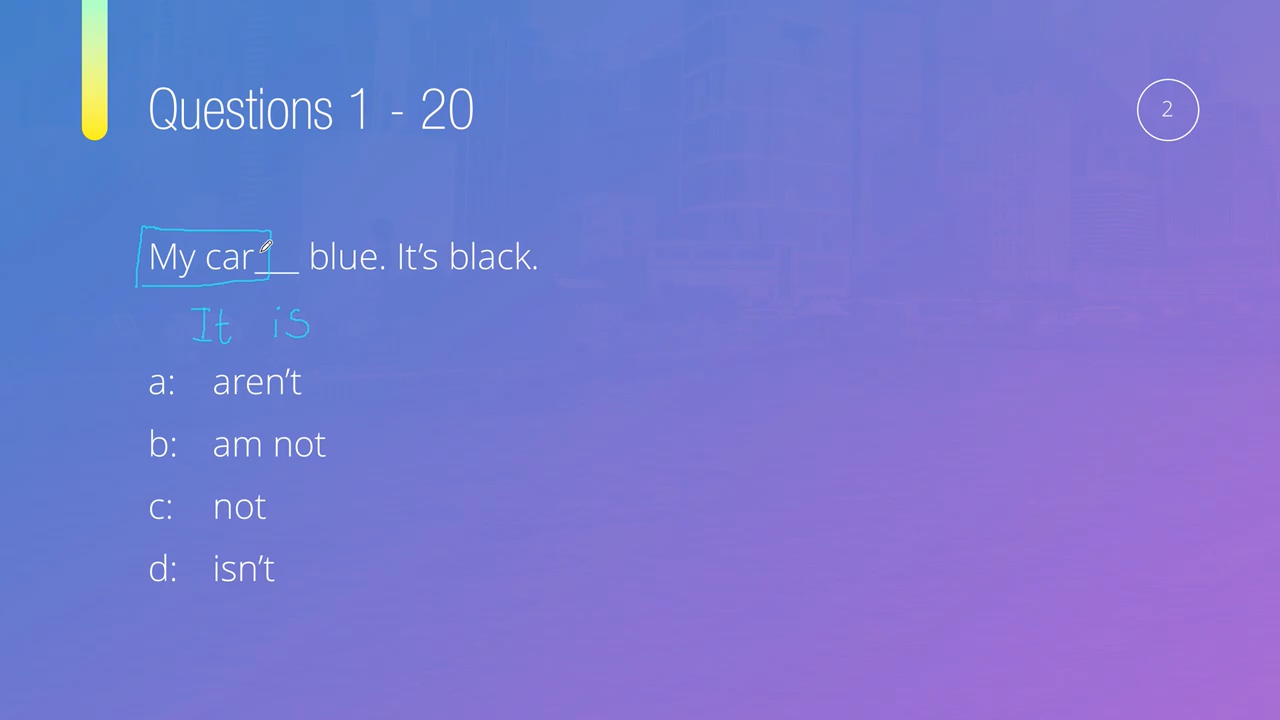 Questions 1 - 20
2
My car___ blue. It’s black.
It is
a: aren’t
b: am not
c: not
d: isn’t